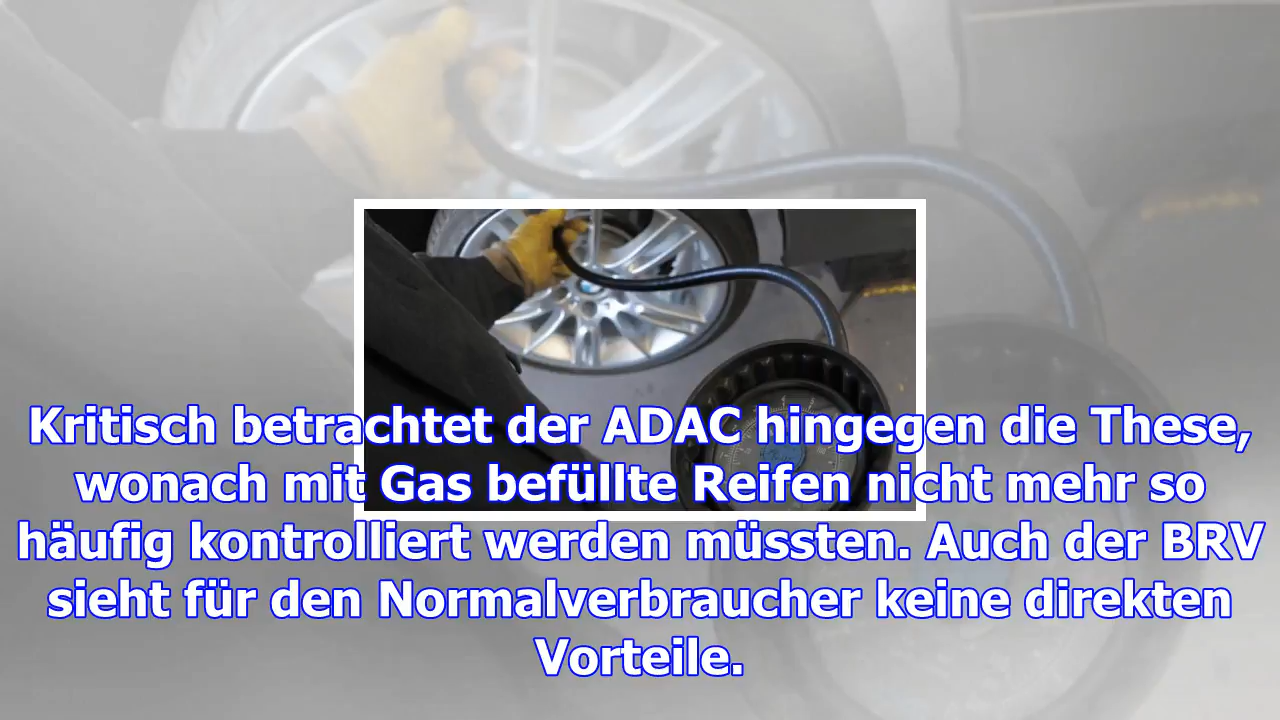 Kritisch betrachtet der ADAC hingegen die These,
wonach mit Gas befüllte Reifen nicht mehr so
häufig kontrolliert werden müssten. Auch der BRV
sieht für den Normalverbraucher keine direkten
Vorteile.